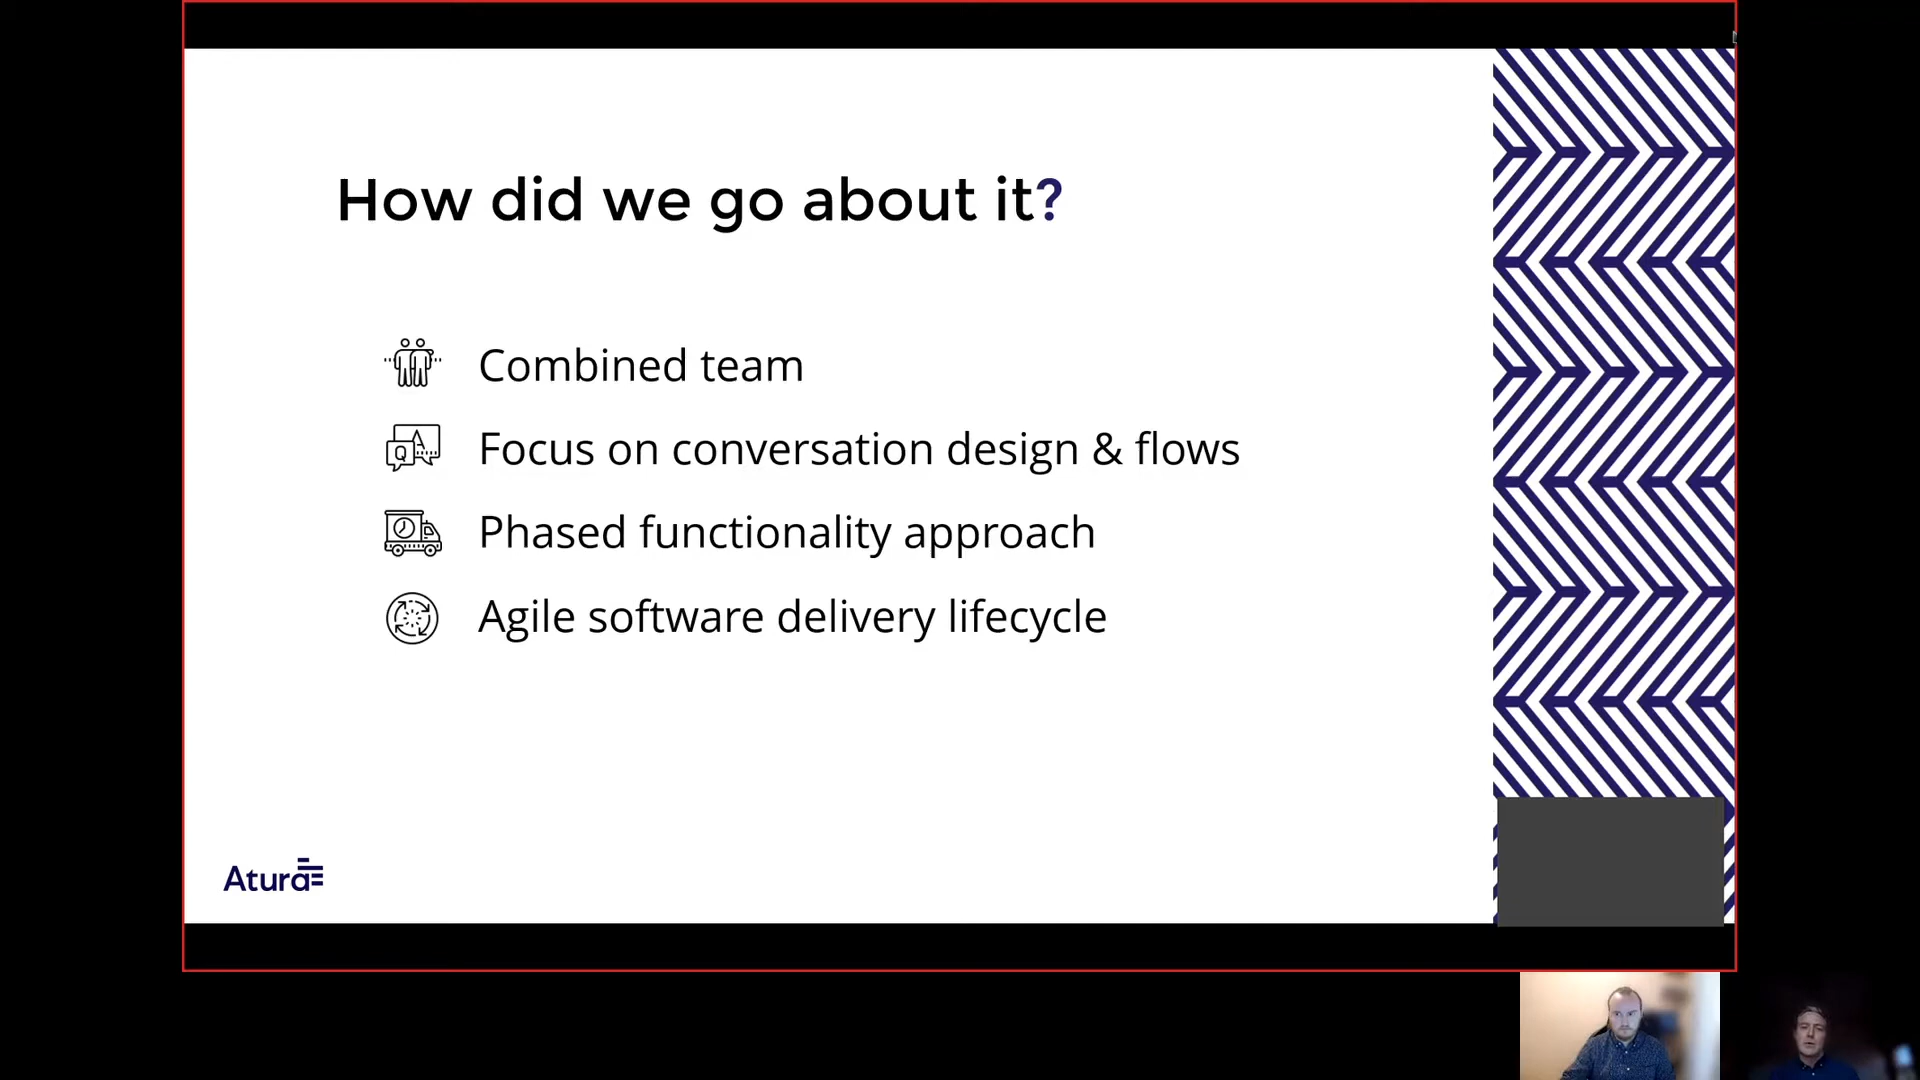 How did we go about it?
Combined team
Q A
Focus on conversation design & flows
Phased functionality approach
Agile software delivery lifecycle
Atura